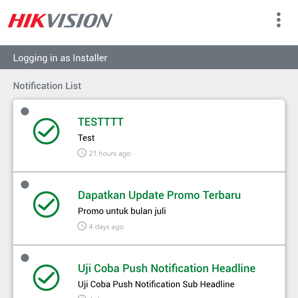 HIKVISION
Logging in as Installer
Notification List
TESTTTT
Test
21 hours ago
Dapatkan Update Promo Terbaru
Promo untuk bulan juli
4 days ago
Uji Coba Push Notification Headline
Uji Coba Push Notification Sub Headline